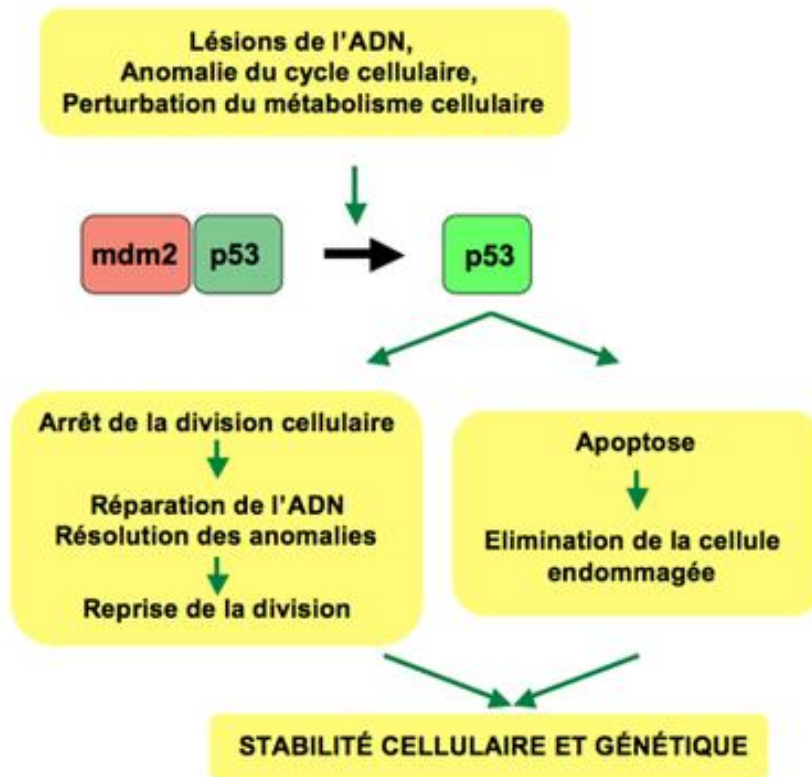 Lésions de l'ADN,
Anomalie du cycle cellulaire,
Perturbation du métabolisme cellulaire
mdm2 p53
p53
Arrêt de la division cellulaire
Réparation de l'ADN
Résolution des anomalies
Reprise de la division
Apoptose
Elimination de la cellule
endommagée
STABILITÉ CELLULAIRE ET GÉNÉTIQUE